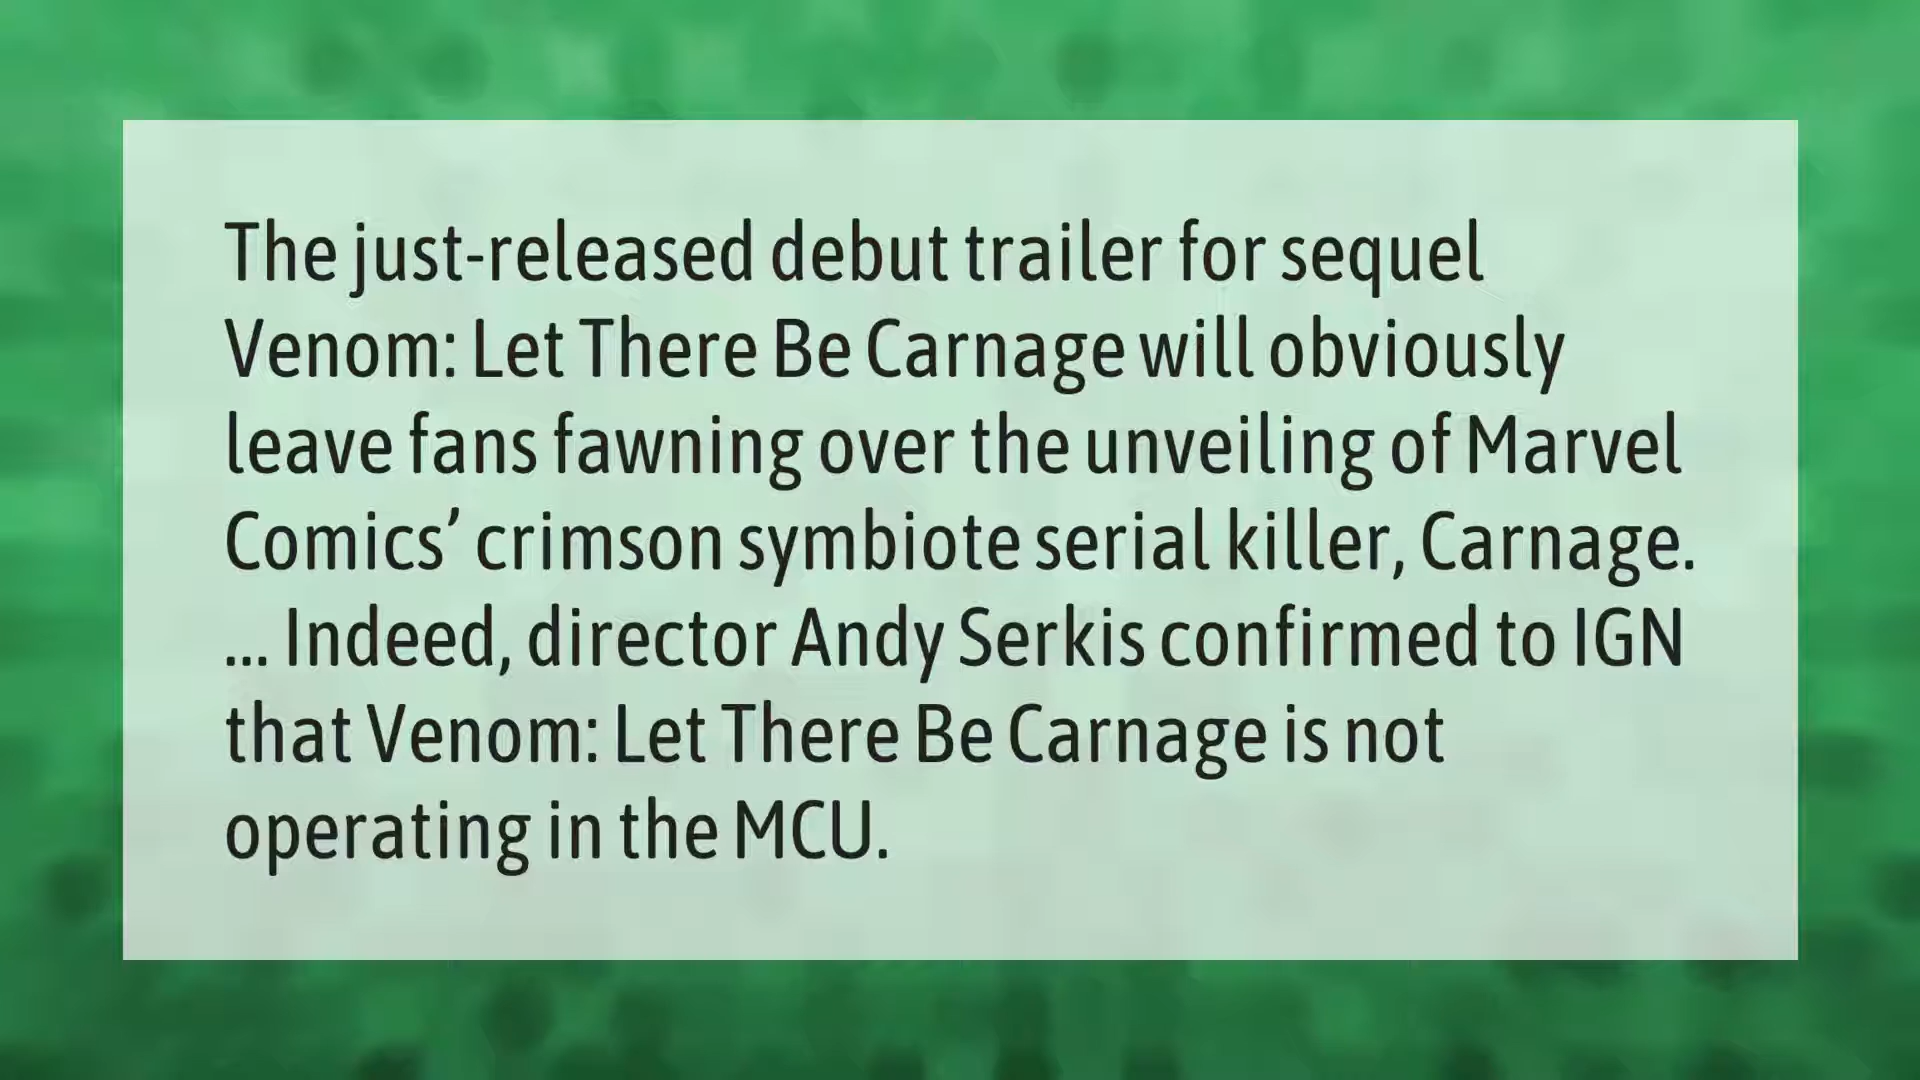 The just-released debut trailer for sequel
Venom: Let There Be Carnage will obviously
leave fans fawning over the unveiling of Marvel
Comics’ crimson symbiote serial killer, Carnage.
... Indeed, director Andy Serkis confirmed to IGN
that Venom: Let There Be Carnage is not
operating in the MCU.